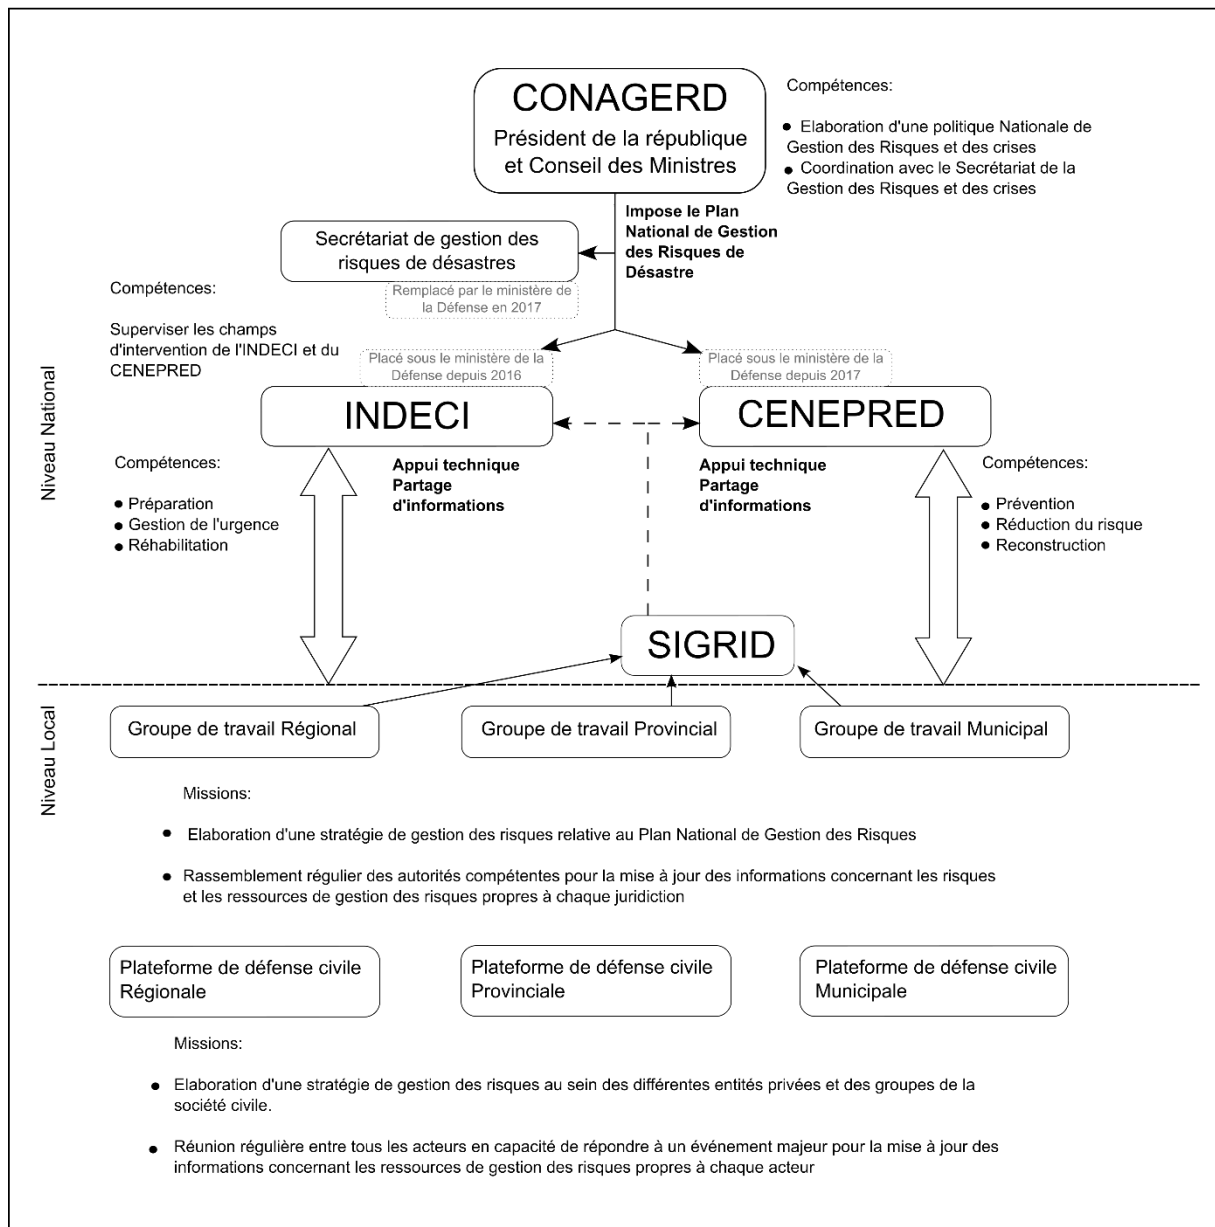 CONAGERD
Président de la république
et Conseil des Ministres
Compétences:
● Elaboration d'une politique Nationale de
Gestion des Risques et des crises
● Coordination avec le Secrétariat de la
Gestion des Risques et des crises
Impose le Plan
National de Gestion
des Risques de
Désastre
Secrétariat de gestion des
risques de désastres
Remplacé par le ministère de
la Défense en 2017
Compétences:
Superviser les champs
d'intervention de l'INDECI et du
CENEPRED
Niveau National
Placé sous le ministère de la
Défense depuis 2016
INDECI
Placé sous le ministère de la
Défense depuis 2017
CENEPRED
Compétences:
● Préparation
● Gestion de l'urgence
● Réhabilitation
Appui technique
Partage
d'informations
Appui technique
Partage
d'informations
Compétences:
● Prévention
● Réduction du risque
● Reconstruction
SIGRID
Niveau Local
Groupe de travail Régional
Groupe de travail Provincial
Groupe de travail Municipal
Missions:
● Elaboration d'une stratégie de gestion des risques relative au Plan National de Gestion des Risques
● Rassemblement régulier des autorités compétentes pour la mise à jour des informations concernant les risques
et les ressources de gestion des risques propres à chaque juridiction
Plateforme de défense civile
Régionale
Plateforme de défense civile
Provinciale
Plateforme de défense civile
Municipale
Missions:
● Elaboration d'une stratégie de gestion des risques au sein des différentes entités privées et des groupes de la
société civile.
● Réunion régulière entre tous les acteurs en capacité de répondre à un événement majeur pour la mise à jour des
informations concernant les ressources de gestion des risques propres à chaque acteur